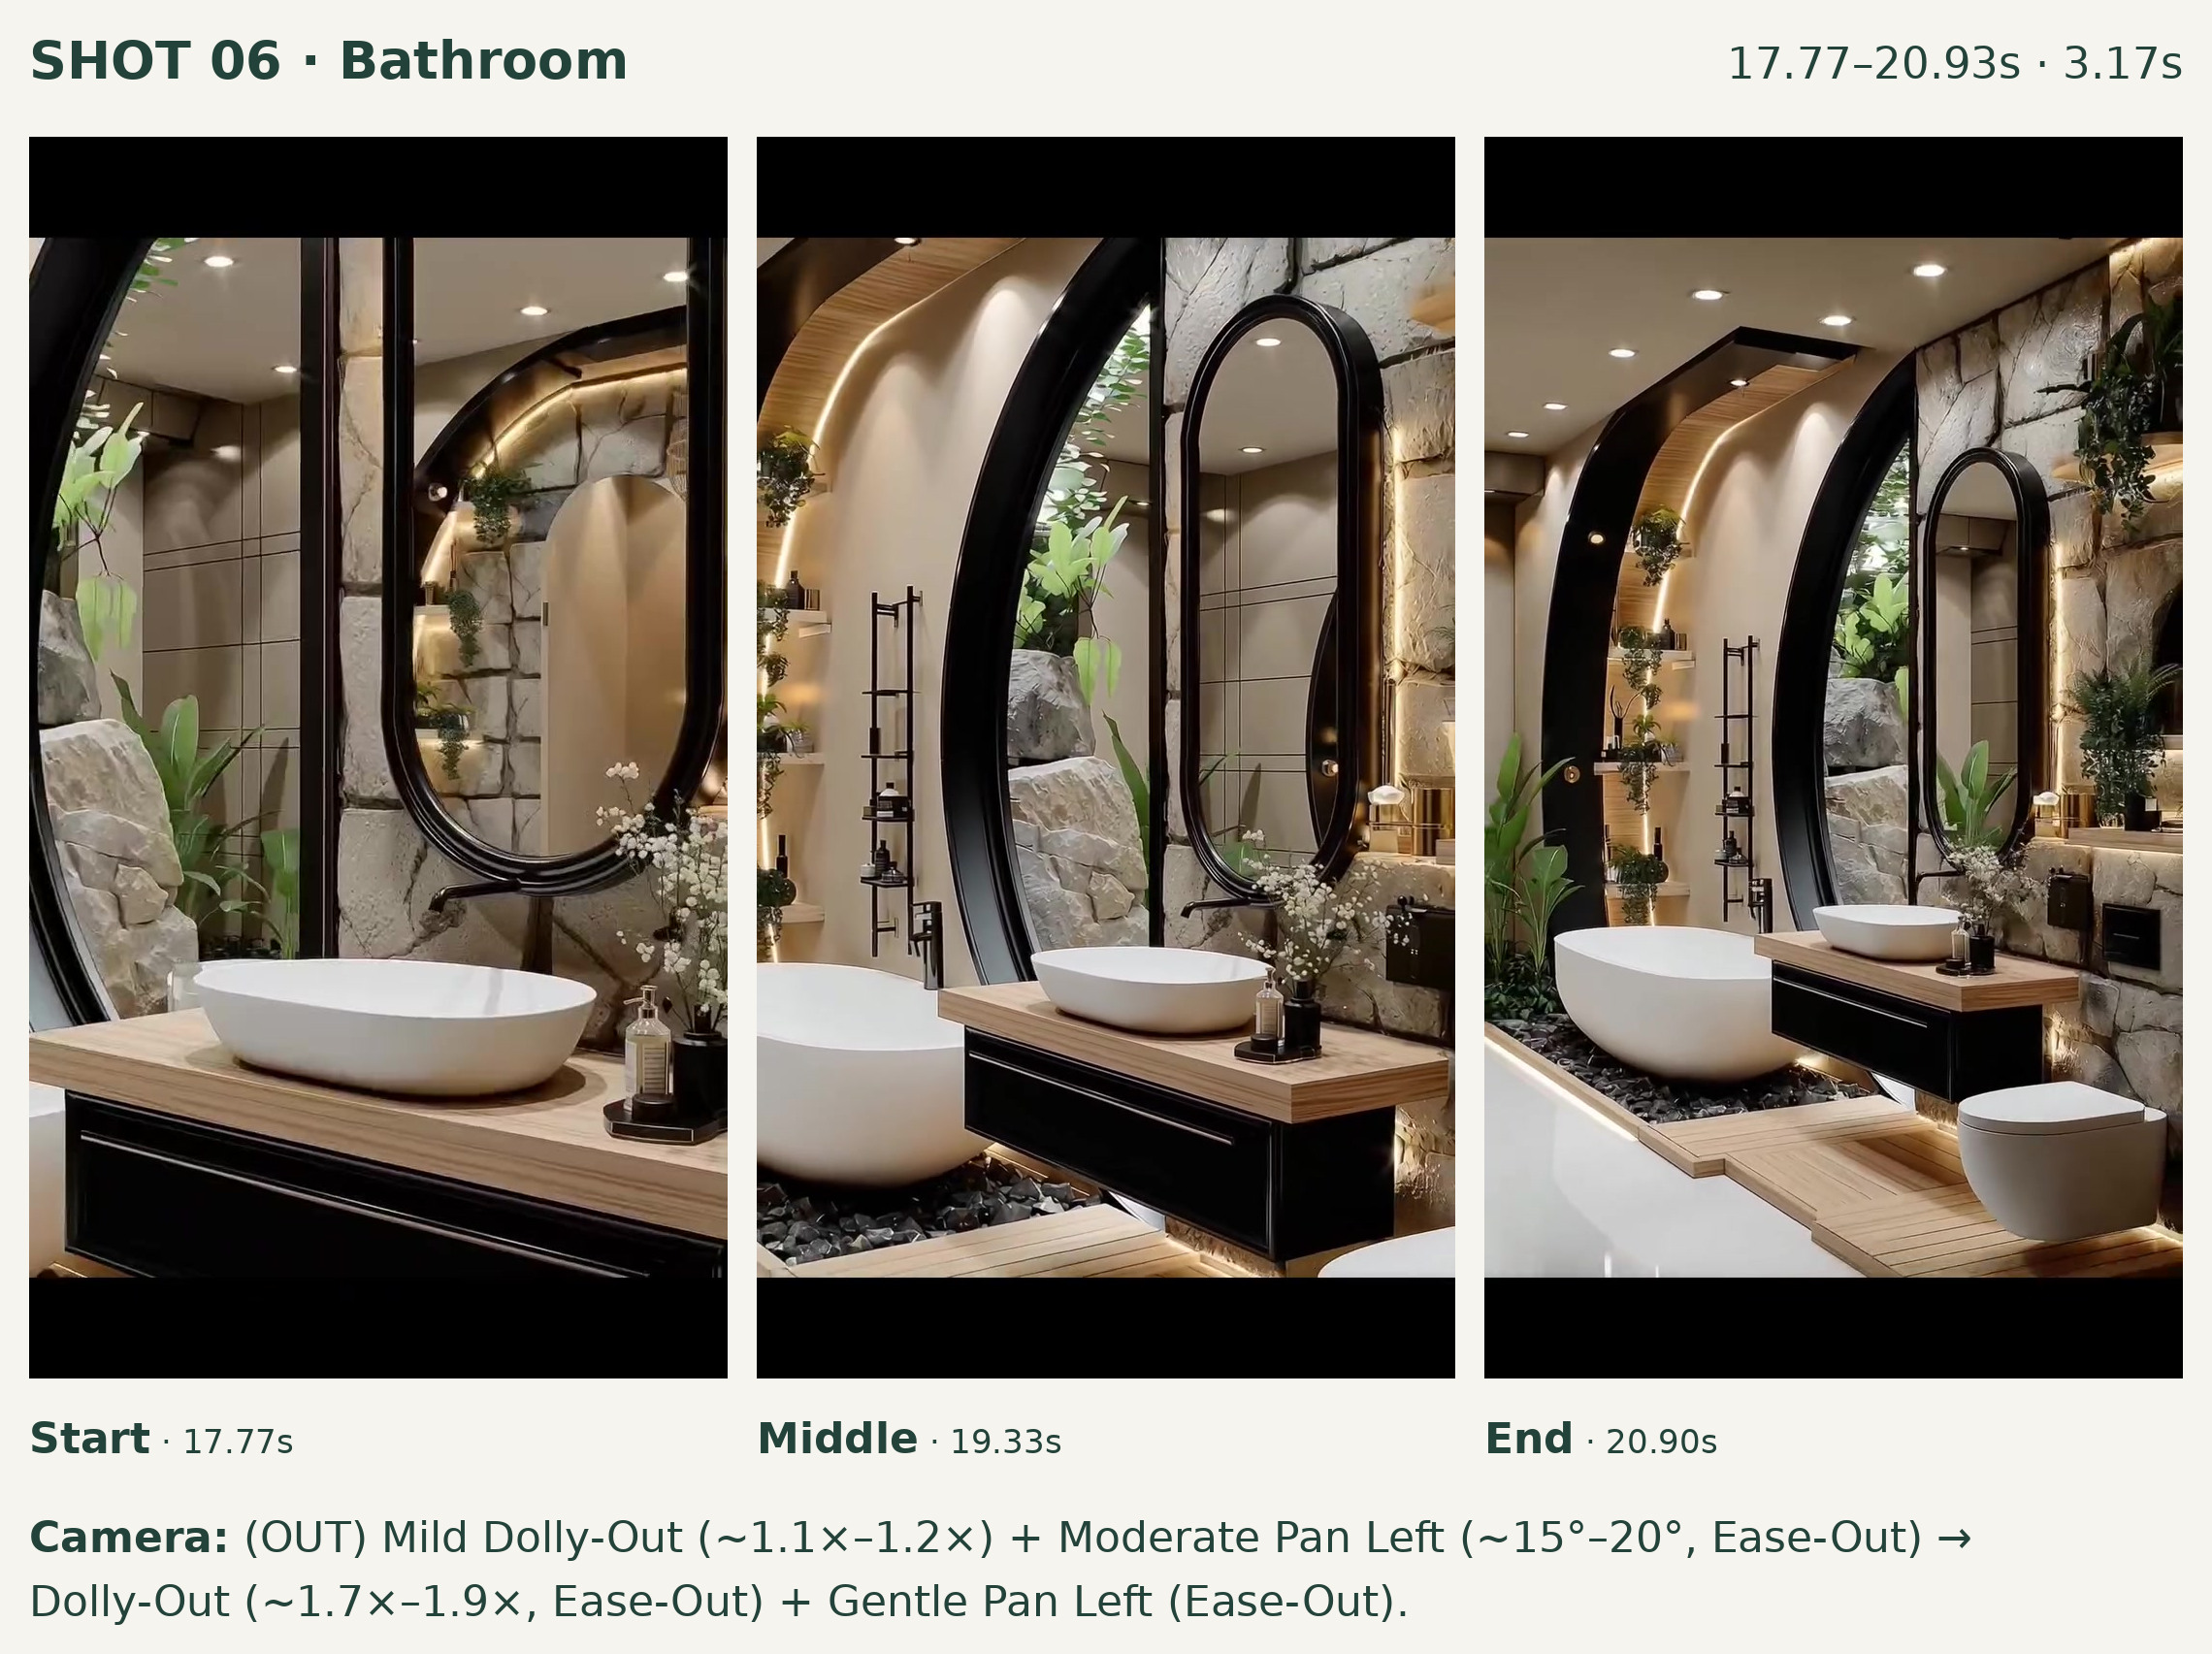 SHOT 06 · Bathroom
17.77–20.93s · 3.17s
Start · 17.77s
Middle · 19.33s
End · 20.90s
Camera: (OUT) Mild Dolly-Out (~1.1×–1.2×) + Moderate Pan Left (~15°–20°, Ease-Out) →
Dolly-Out (~1.7×–1.9×, Ease-Out) + Gentle Pan Left (Ease-Out).